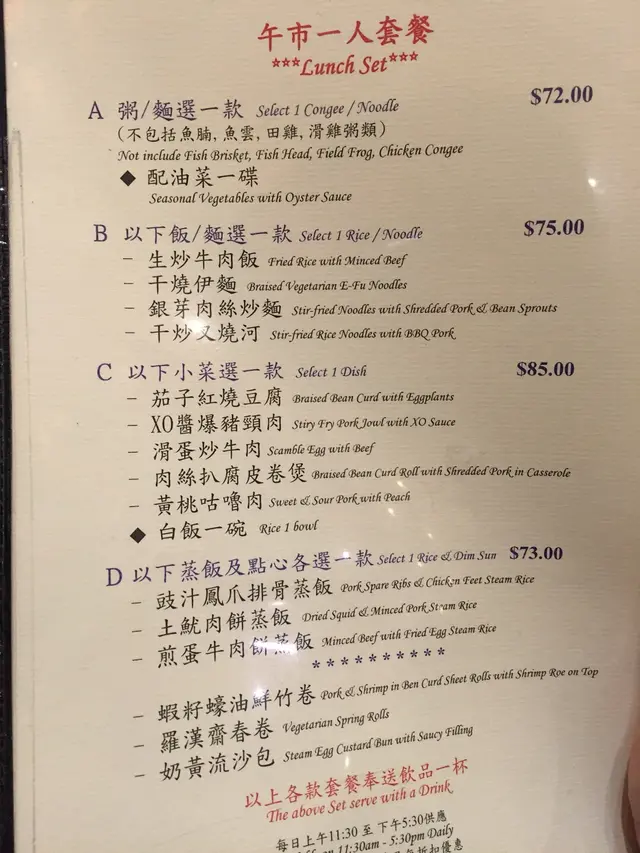 午市一人套餐
***Lunch Set***
A 粥/麵選一款 Select 1 Congee / Noodle $72.00
(不包括魚腩, 魚雲, 田雞, 滑雞粥類)
Not include Fish Brisket, Fish Head, Field Frog, Chicken Congee
◆ 配油菜一碟
Seasonal Vegetables with Oyster Sauce
B 以下飯/麵選一款 Select 1 Rice / Noodle $75.00
- 生炒牛肉飯 Fried Rice with Minced Beef
- 干燒伊麵 Braised Vegetarian E-Fu Noodles
- 銀芽肉絲炒麵 Stir-fried Noodles with Shredded Pork & Bean Sprouts
- 干炒叉燒河 Stir-fried Rice Noodles with BBQ Pork
C 以下小菜選一款 Select 1 Dish $85.00
- 茄子紅燒豆腐 Braised Bean Curd with Eggplants
- XO醬爆豬頸肉 Stiry Fry Pork Jowl with XO Sauce
- 滑蛋炒牛肉 Scamble Egg with Beef
- 肉絲扒腐皮卷煲 Braised Bean Curd Roll with Shredded Pork in Casserole
- 黃桃咕嚕肉 Sweet & Sour Pork with Peach
◆ 白飯一碗 Rice 1 bowl
D 以下蒸飯及點心各選一款 Select 1 Rice & Dim Sun $73.00
- 豉汁鳳爪排骨蒸飯 Pork Spare Ribs & Chicken Feet Steam Rice
- 土魷肉餅蒸飯 Dried Squid & Minced Pork Steam Rice
- 煎蛋牛肉餅蒸飯 Minced Beef with Fried Egg Steam Rice
**********
- 蝦籽蠔油鮮竹卷 Pork & Shrimp in Ben Curd Sheet Rolls with Shrimp Roe on Top
- 羅漢齋春卷 Vegetarian Spring Rolls
- 奶黃流沙包 Steam Egg Custard Bun with Saucy Filling
以上各款套餐奉送飲品一杯
The above Set serve with a Drink
每日上午11:30 至 下午5:30供應
11:30am - 5:30pm Daily
折扣優惠